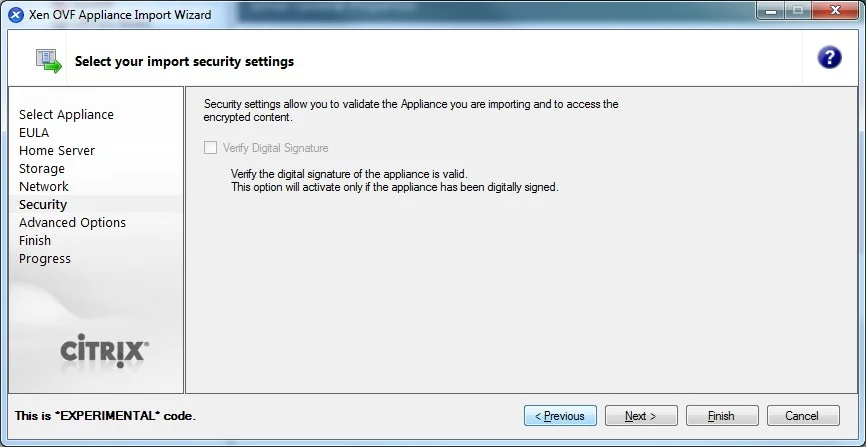 Xen OVF Appliance Import Wizard
Select your import security settings
?
Select Appliance
EULA
Home Server
Storage
Network
Security
Advanced Options
Finish
Progress
Security settings allow you to validate the Appliance you are importing and to access the
encrypted content.
Verify Digital Signature
Verify the digital signature of the appliance is valid.
This option will activate only if the appliance has been digitally signed.
CITRIX®
This is *EXPERIMENTAL* code.
< Previous
Next >
Finish
Cancel